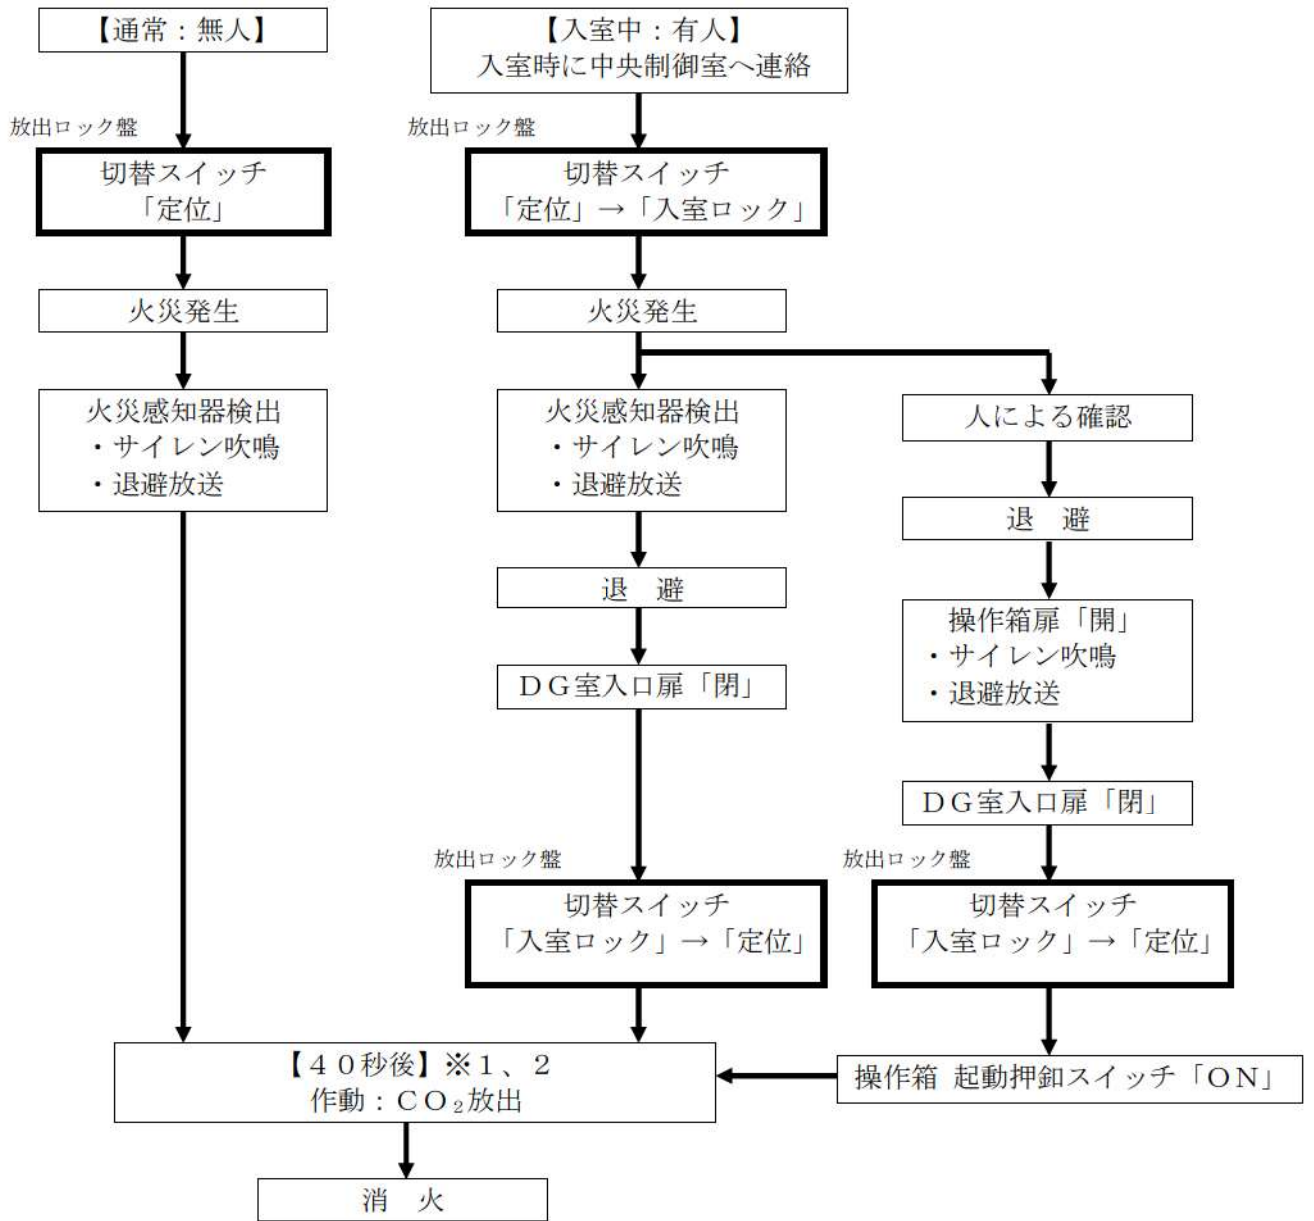 【通常：無人】
放出ロック盤
切替スイッチ
「定位」
火災発生
火災感知器検出
・サイレン吹鳴
・退避放送
【入室中：有人】
入室時に中央制御室へ連絡
放出ロック盤
切替スイッチ
「定位」→「入室ロック」
火災発生
火災感知器検出
・サイレン吹鳴
・退避放送
退　避
ＤＧ室入口扉「閉」
放出ロック盤
切替スイッチ
「入室ロック」→「定位」
人による確認
退　避
操作箱扉「開」
・サイレン吹鳴
・退避放送
ＤＧ室入口扉「閉」
放出ロック盤
切替スイッチ
「入室ロック」→「定位」
操作箱 起動押釦スイッチ「ＯＮ」
【４０秒後】※１、２
作動：ＣＯ₂放出
消　火